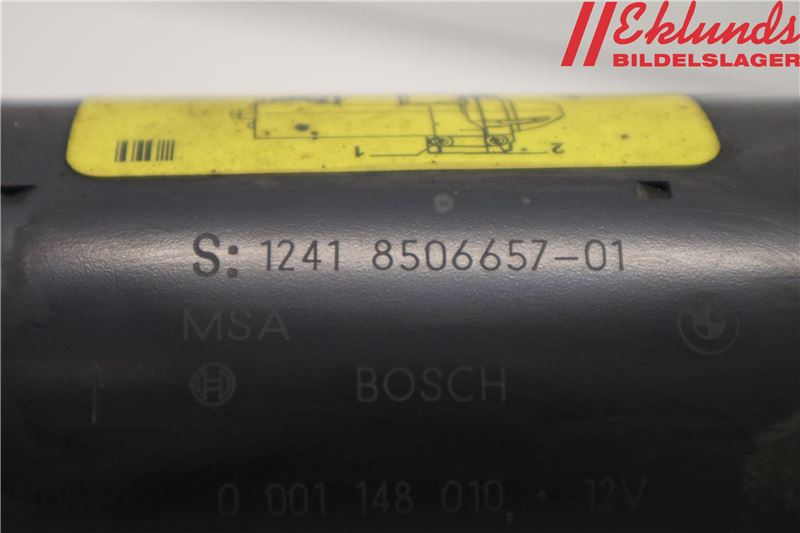 Eklunds
BILDELSLAGER
1 2
S: 1241 8506657-01
MSA
BOSCH
0 001 148 010 · 12V